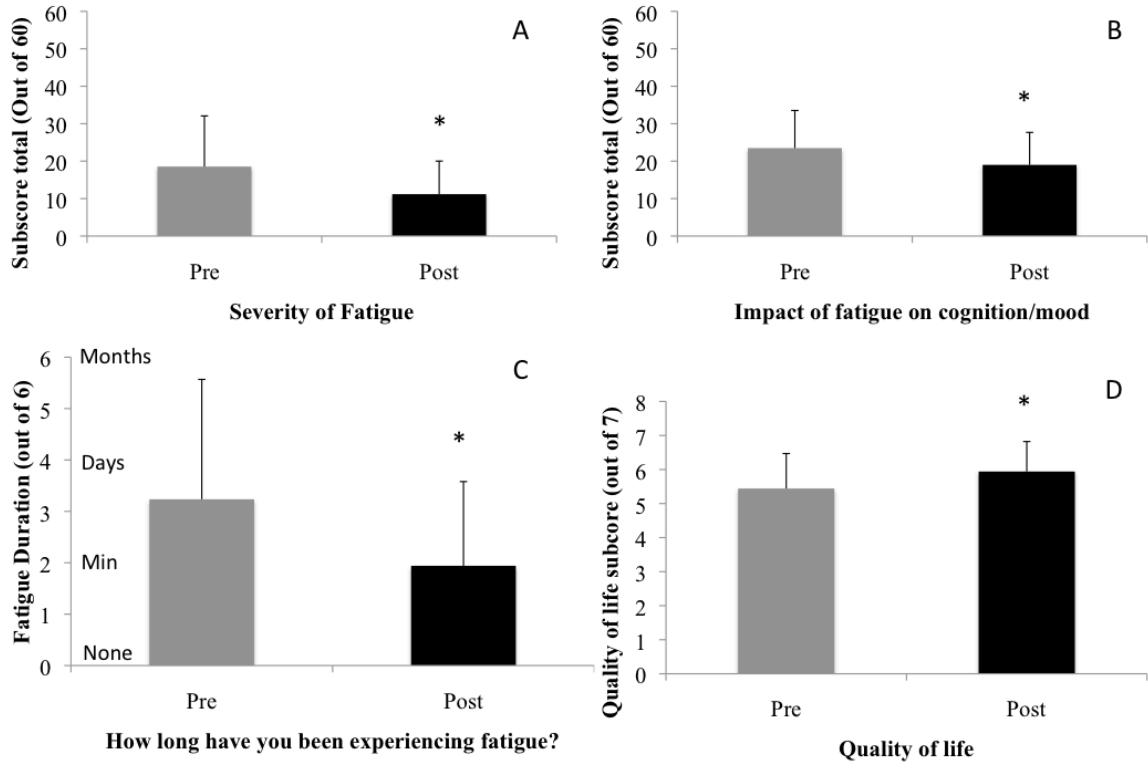 A
Subscore total (Out of 60)
60
50
40
30
20
10
0
*
Pre
Post
Severity of Fatigue
B
Subscore total (Out of 60)
60
50
40
30
20
10
0
*
Pre
Post
Impact of fatigue on cognition/mood
C
Fatigue Duration (out of 6)
6
5
4
3
2
1
0
Months
Days
Min
None
*
Pre
Post
How long have you been experiencing fatigue?
D
Quality of life subcore (out of 7)
8
7
6
5
4
3
2
1
0
*
Pre
Post
Quality of life